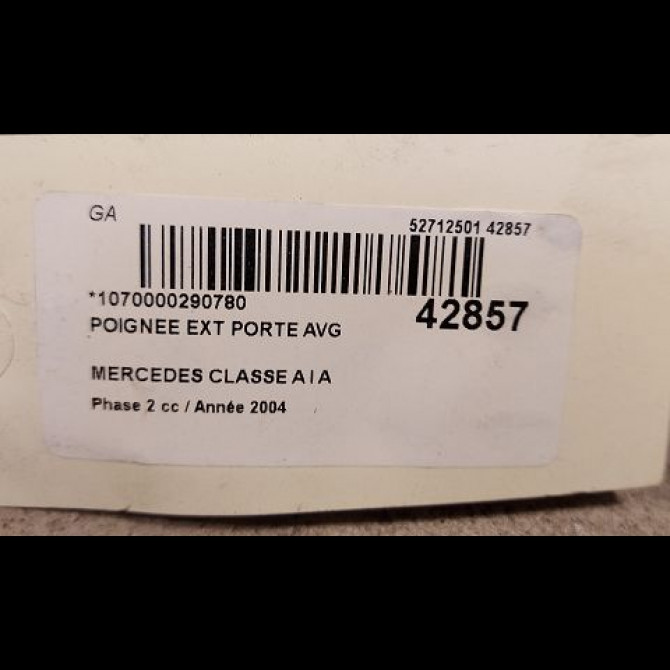 GA
52712501 42857
*1070000290780
42857
POIGNEE EXT PORTE AVG
MERCEDES CLASSE A I A
Phase 2 cc / Année 2004